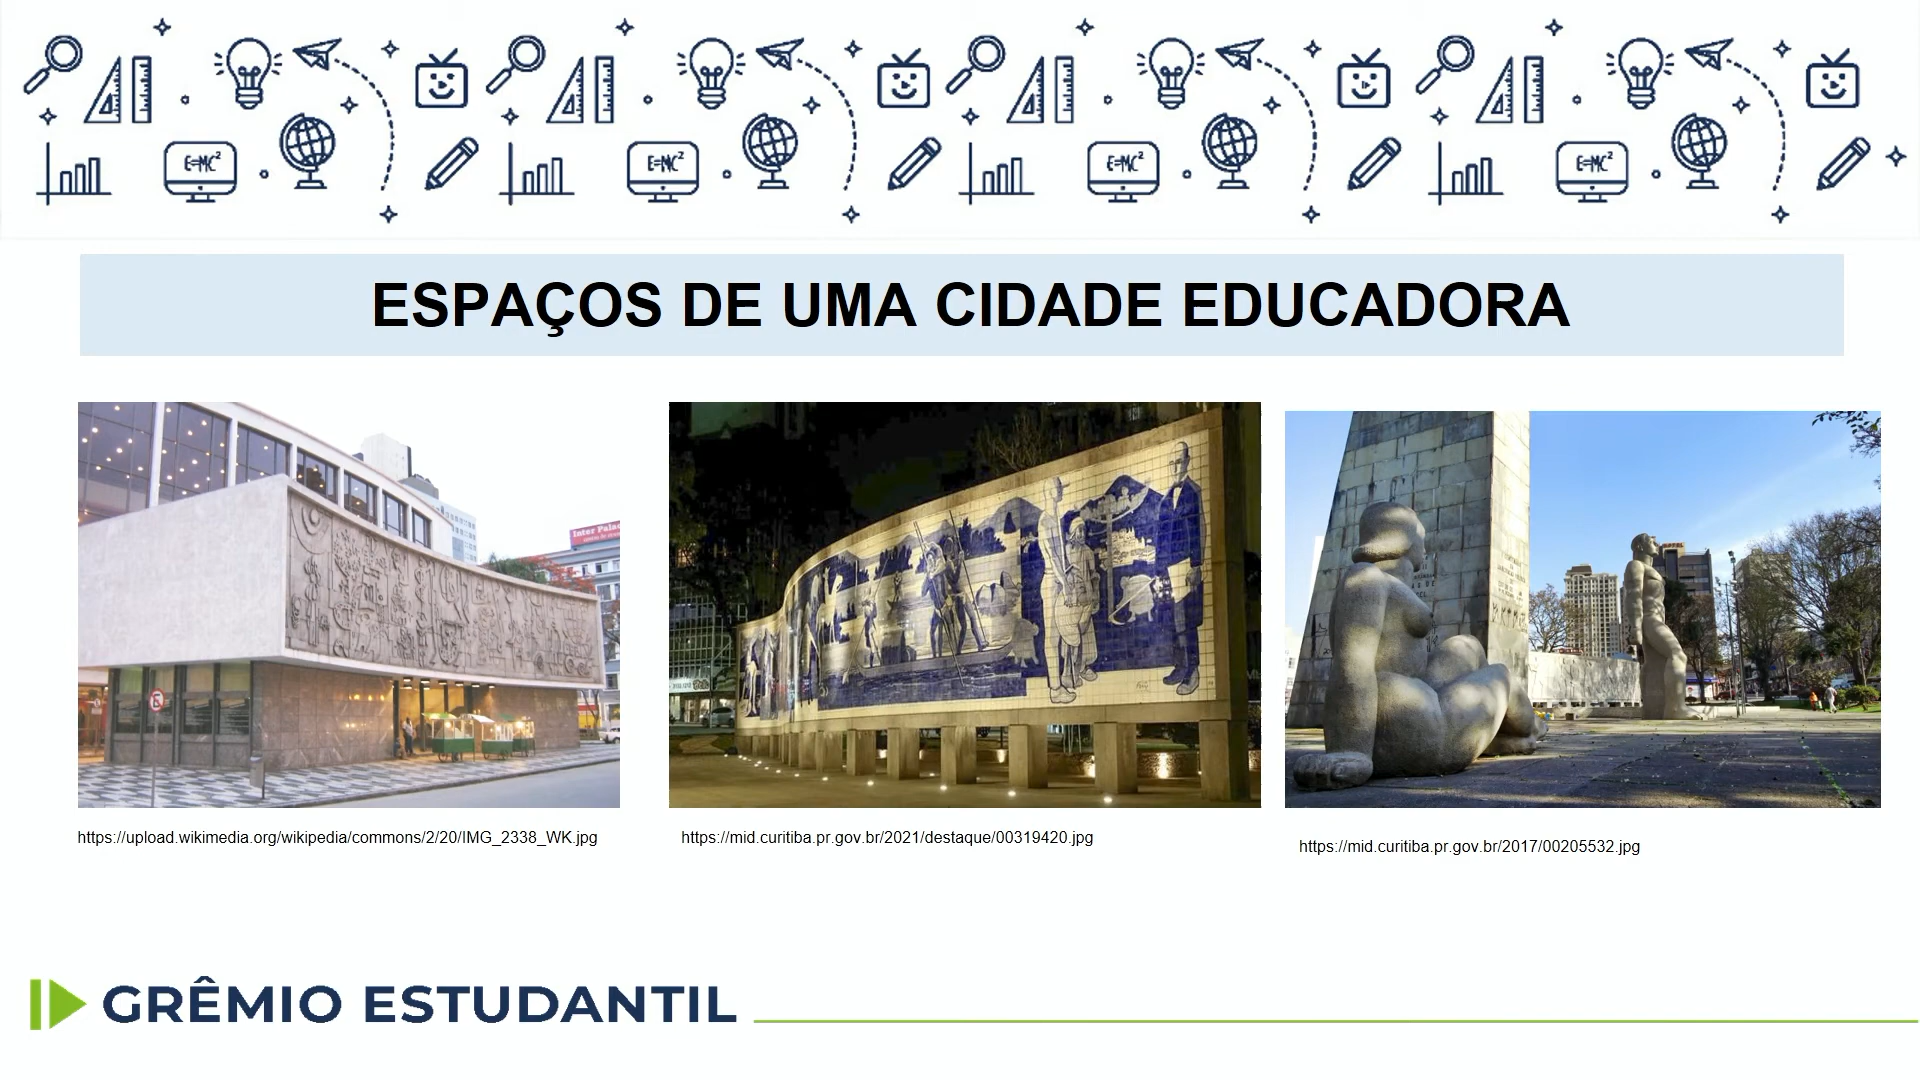 E=MC²
E=MC²
E=MC²
E=MC²
ESPAÇOS DE UMA CIDADE EDUCADORA
Inter Palac
https://upload.wikimedia.org/wikipedia/commons/2/20/IMG_2338_WK.jpg
https://mid.curitiba.pr.gov.br/2021/destaque/00319420.jpg
https://mid.curitiba.pr.gov.br/2017/00205532.jpg
GRÊMIO ESTUDANTIL